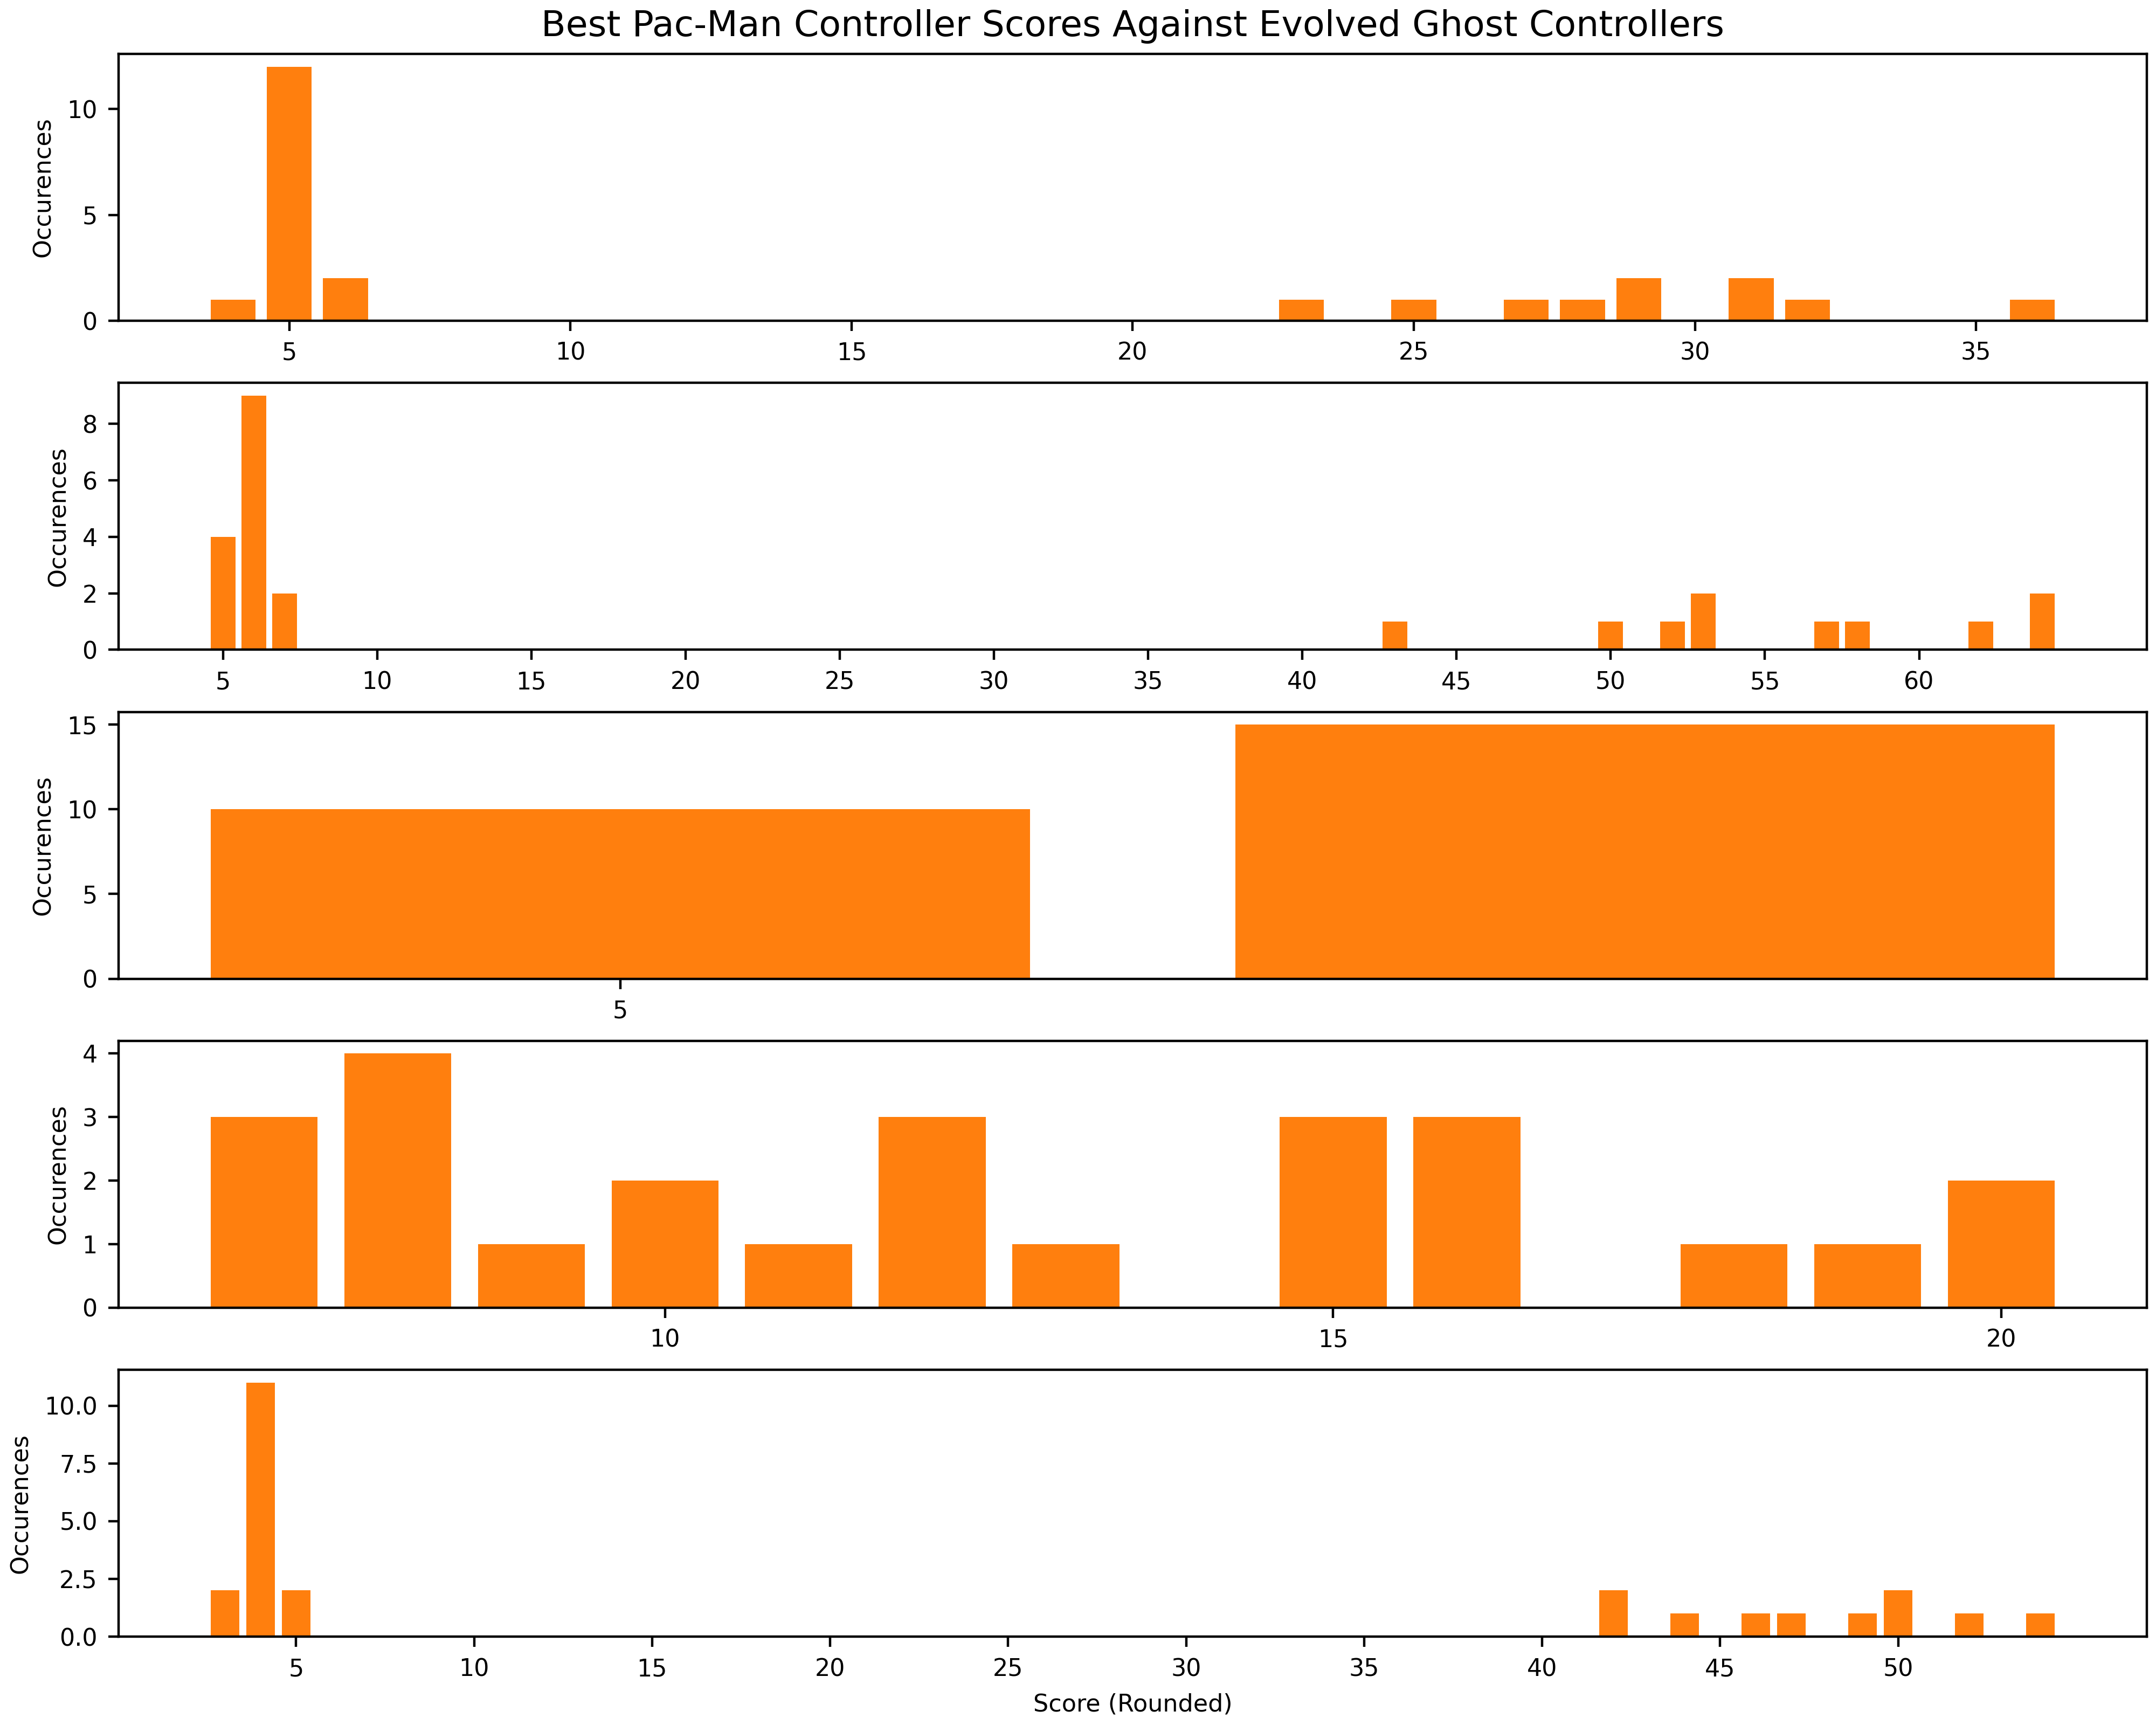 Best Pac-Man Controller Scores Against Evolved Ghost Controllers
Occurences
10
5
0
5 10 15 20 25 30 35
Occurences
8
6
4
2
0
5 10 15 20 25 30 35 40 45 50 55 60
Occurences
15
10
5
0
5
Occurences
4
3
2
1
0
10 15 20
Occurences
10.0
7.5
5.0
2.5
0.0
5 10 15 20 25 30 35 40 45 50
Score (Rounded)